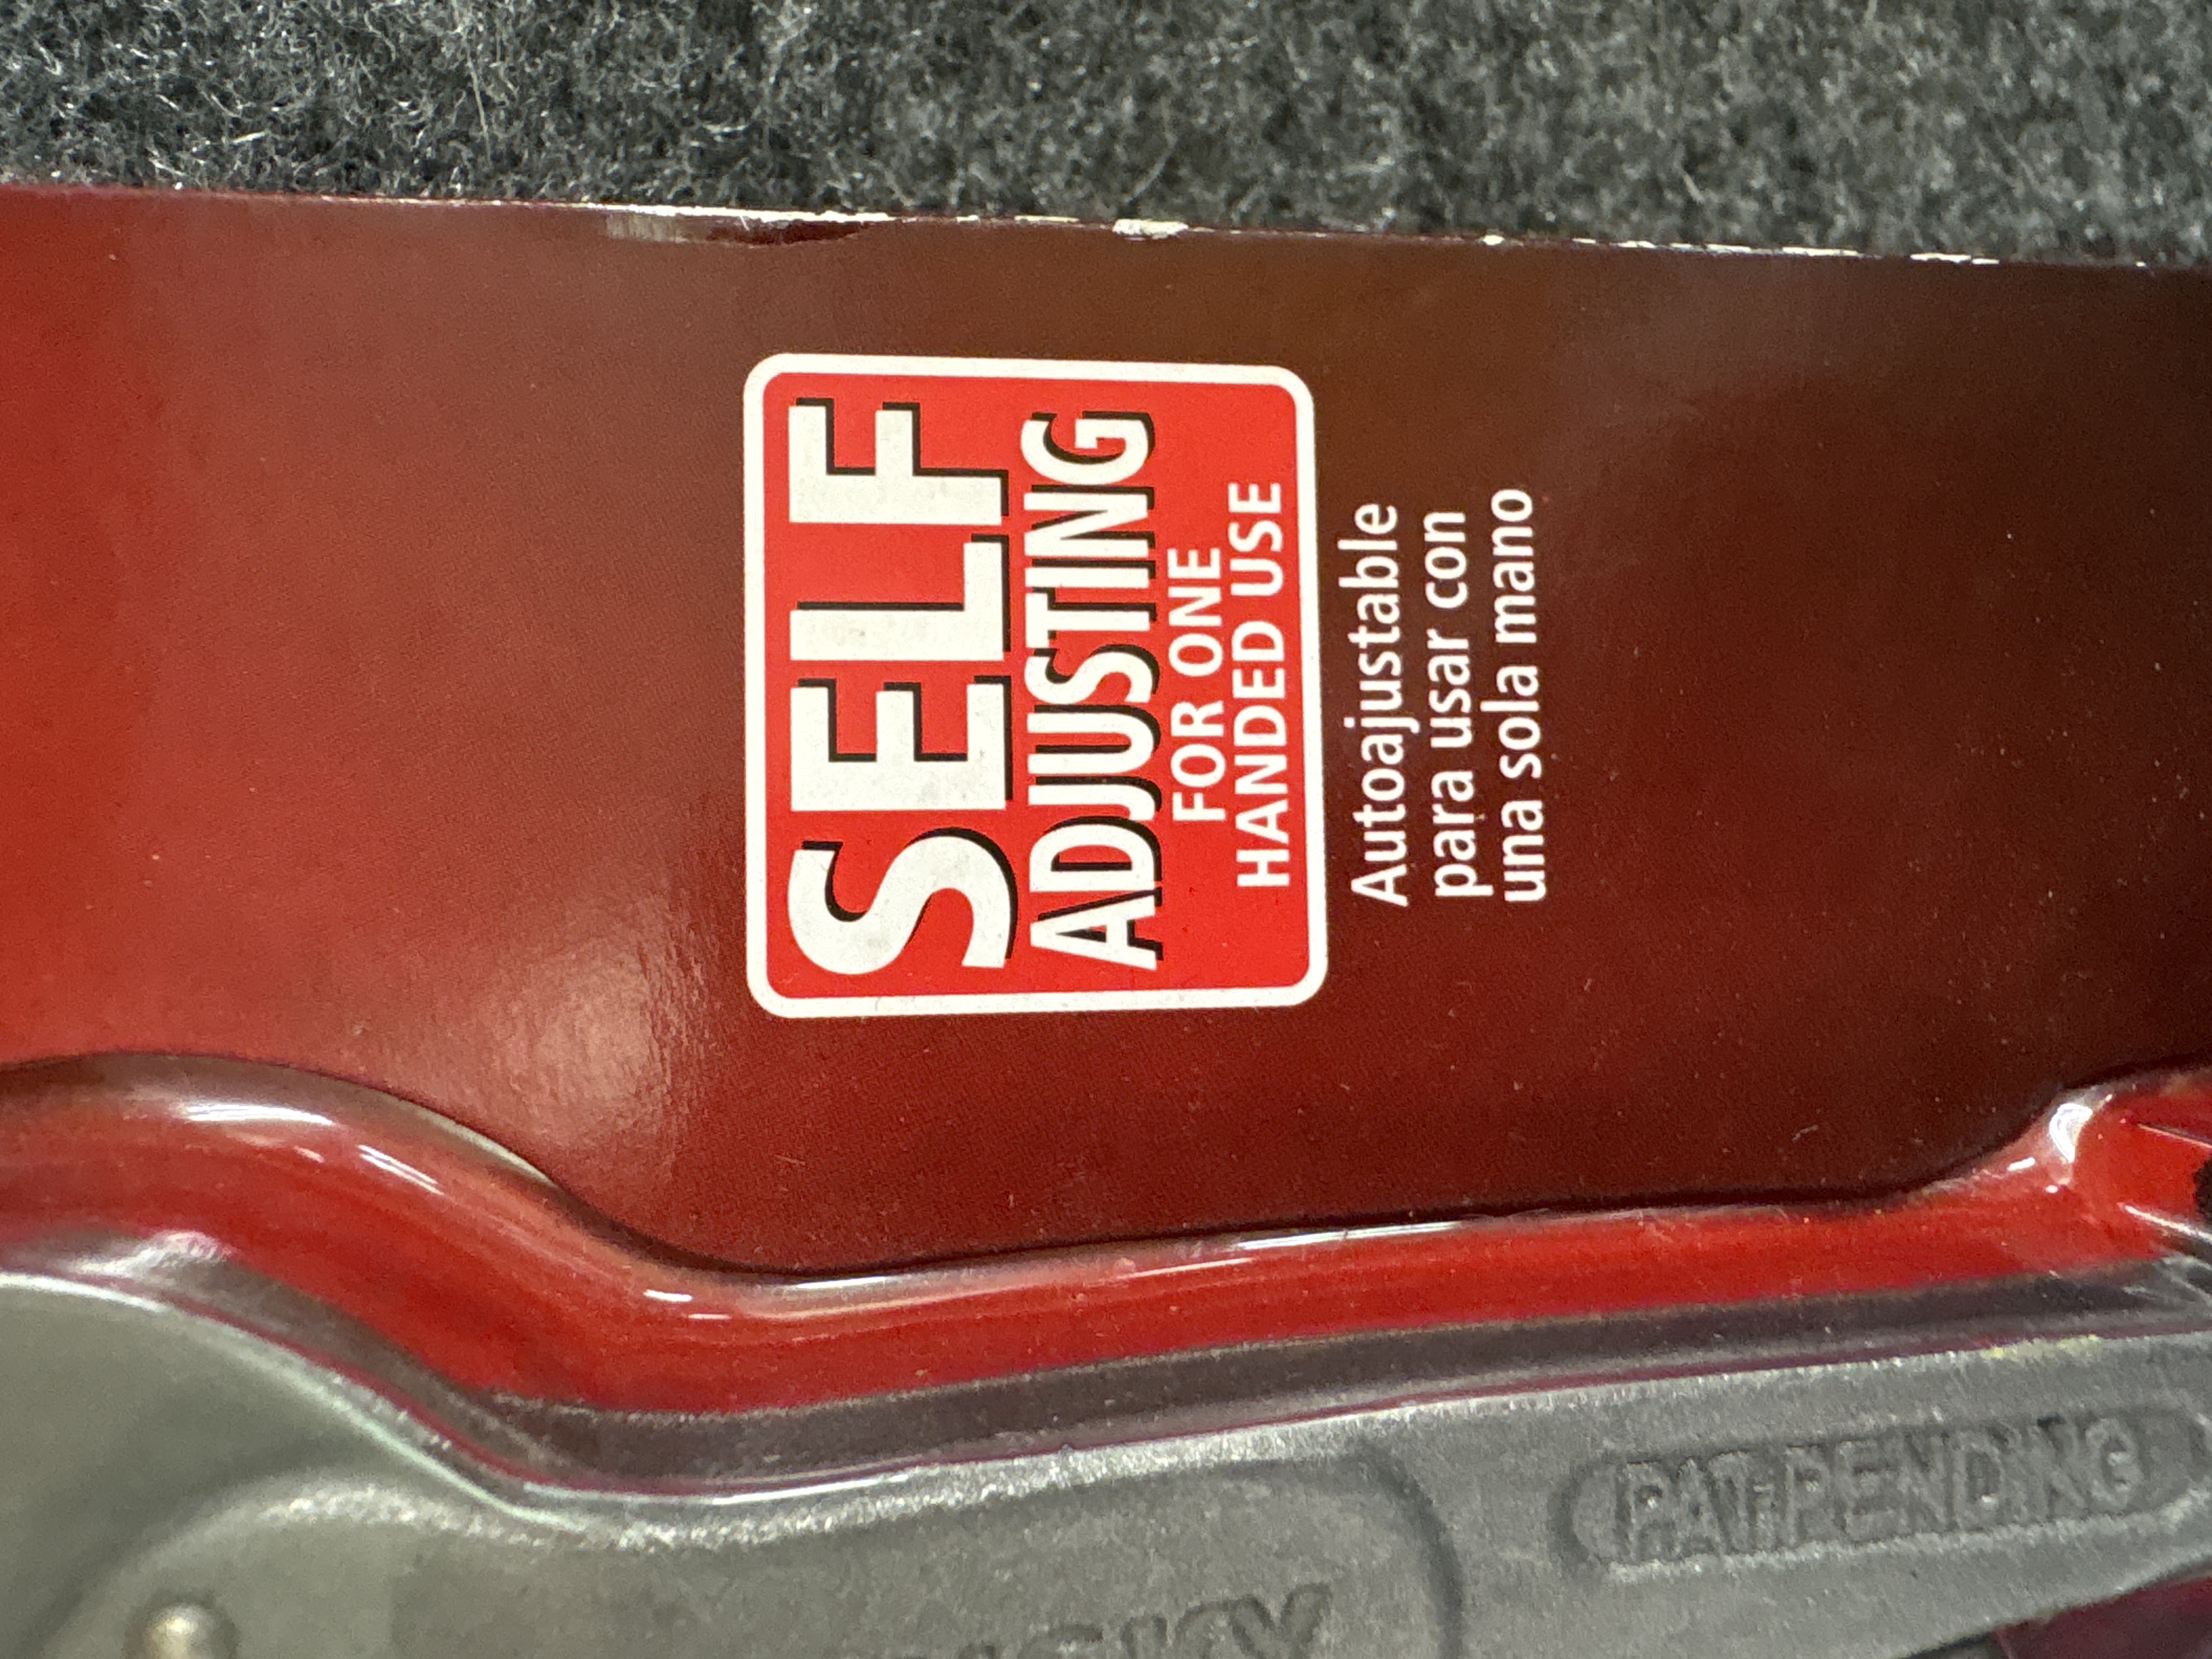 SELF
ADJUSTING
FOR ONE
HANDED USE
Autoajustable
para usar con
una sola mano
PAT. PENDING